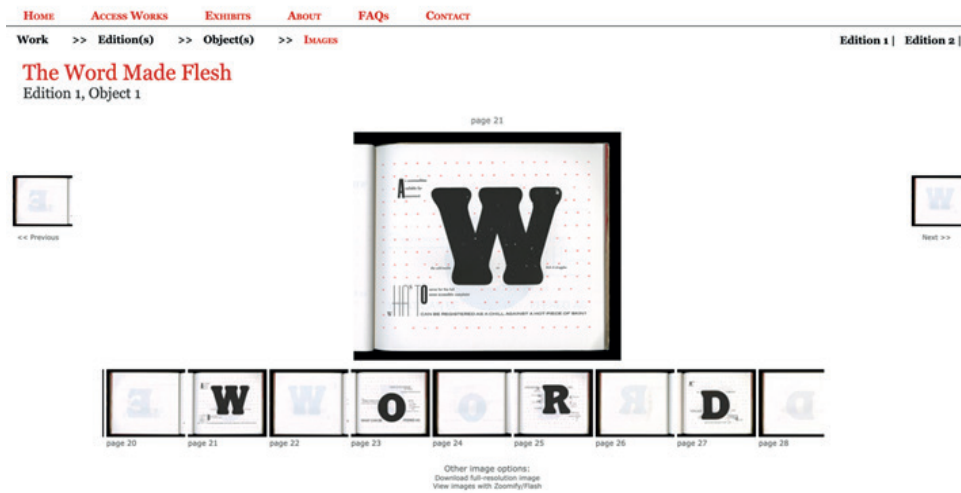 Home Access Works Exhibits About FAQs Contact
Work >> Edition(s) >> Object(s) >> Images Edition 1 | Edition 2 |
The Word Made Flesh
Edition 1, Object 1
page 21
A
W
CAN BE REGISTERED AS A CHILL AGAINST A HOT PIECE OF SKIN?
<< Previous Next >>
W O R D
page 20 page 21 page 22 page 23 page 24 page 25 page 26 page 27 page 28
Other image options:
Download full-resolution image
View images with Zoomify/Flash